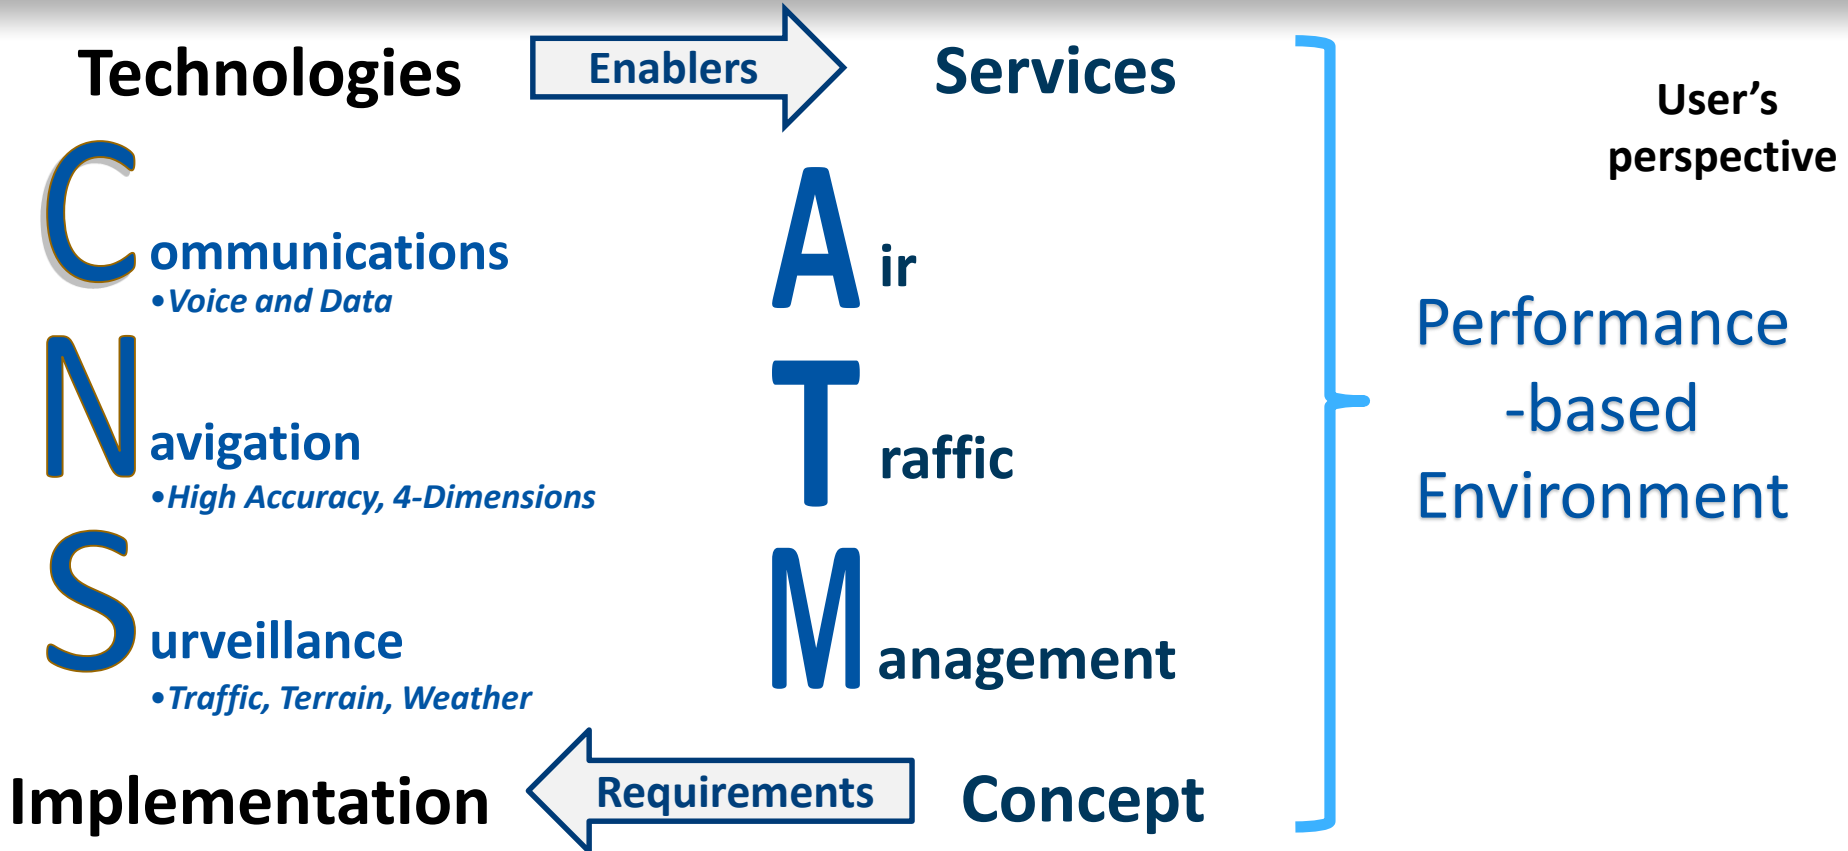 Technologies
Enablers
Services
User's
perspective
Communications
•Voice and Data
Navigation
•High Accuracy, 4-Dimensions
Surveillance
•Traffic, Terrain, Weather
Air
Traffic
Management
Performance
-based
Environment
Implementation
Requirements
Concept